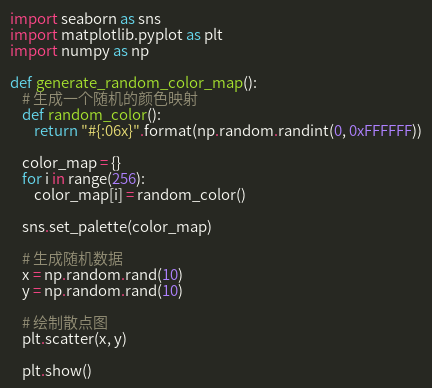 import seaborn as sns
import matplotlib.pyplot as plt
import numpy as np

def generate_random_color_map():
    # 生成一个随机的颜色映射
    def random_color():
        return "#{:06x}".format(np.random.randint(0, 0xFFFFFF))

    color_map = {}
    for i in range(256):
        color_map[i] = random_color()

    sns.set_palette(color_map)

    # 生成随机数据
    x = np.random.rand(10)
    y = np.random.rand(10)

    # 绘制散点图
    plt.scatter(x, y)

    plt.show()